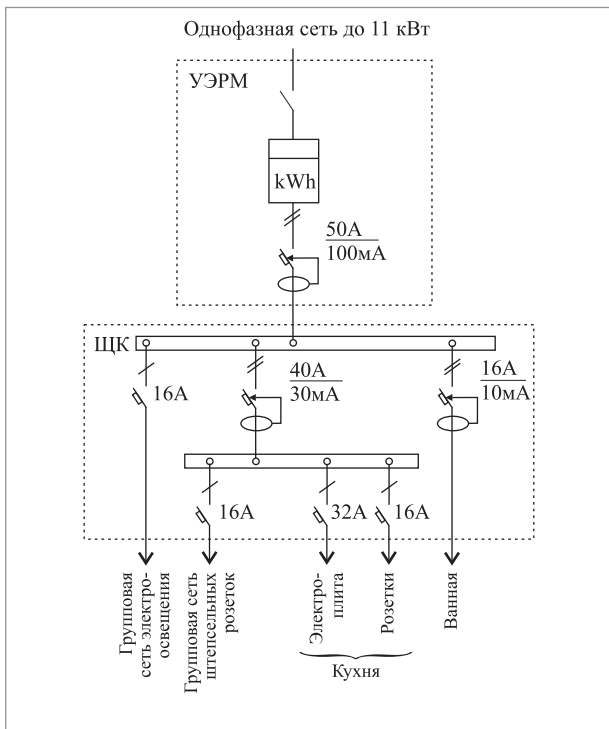 Однофазная сеть до 11 кВт
УЭРМ
kWh
50А
100мА
ЩК
16А
40А
30мА
16А
10мА
16А
32А
16А
Групповая
сеть электро-
освещения
Групповая сеть
штепсельных
розеток
Электро-
плита
Розетки
Ванная
Кухня